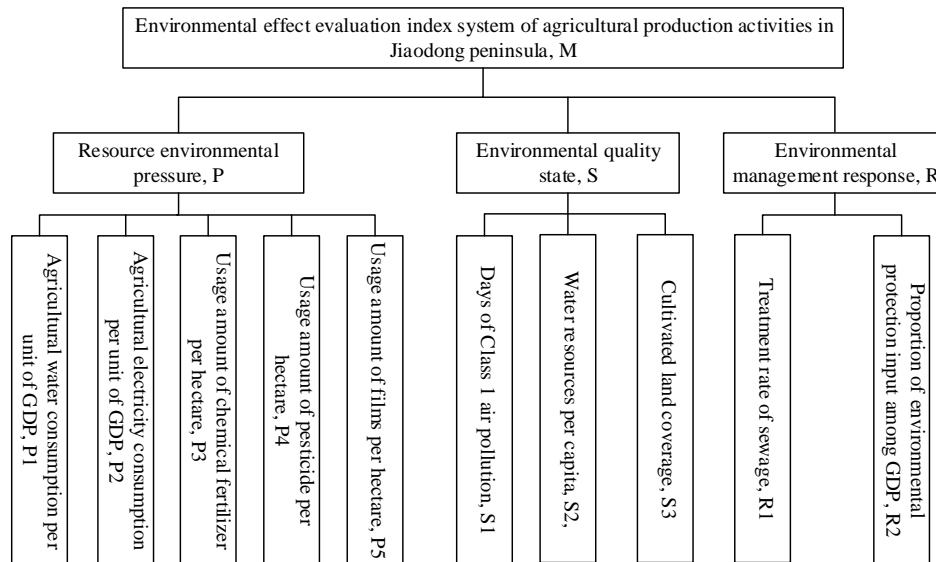 Environmental effect evaluation index system of agricultural production activities in
Jiaodong peninsula, M
Resource environmental
pressure, P
Environmental quality
state, S
Environmental
management response, R
Agricultural water consumption per
unit of GDP, P1
Agricultural electricity consumption
per unit of GDP, P2
Usage amount of chemical fertilizer
per hectare, P3
Usage amount of pesticide per
hectare, P4
Usage amount of films per hectare, P5
Days of Class 1 air pollution, S1
Water resources per capita, S2,
Cultivated land coverage, S3
Treatment rate of sewage, R1
Proportion of environmental
protection input among GDP, R2